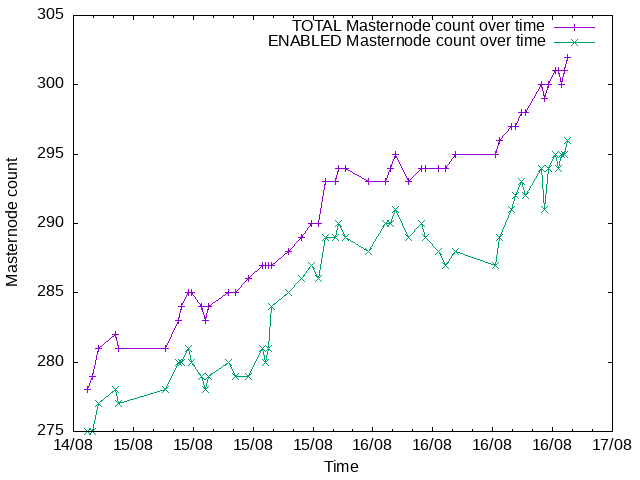 305
TOTAL Masternode count over time
ENABLED Masternode count over time
300
295
290
285
280
275
Masternode count
14/08 15/08 15/08 15/08 15/08 16/08 16/08 16/08 16/08 17/08
Time